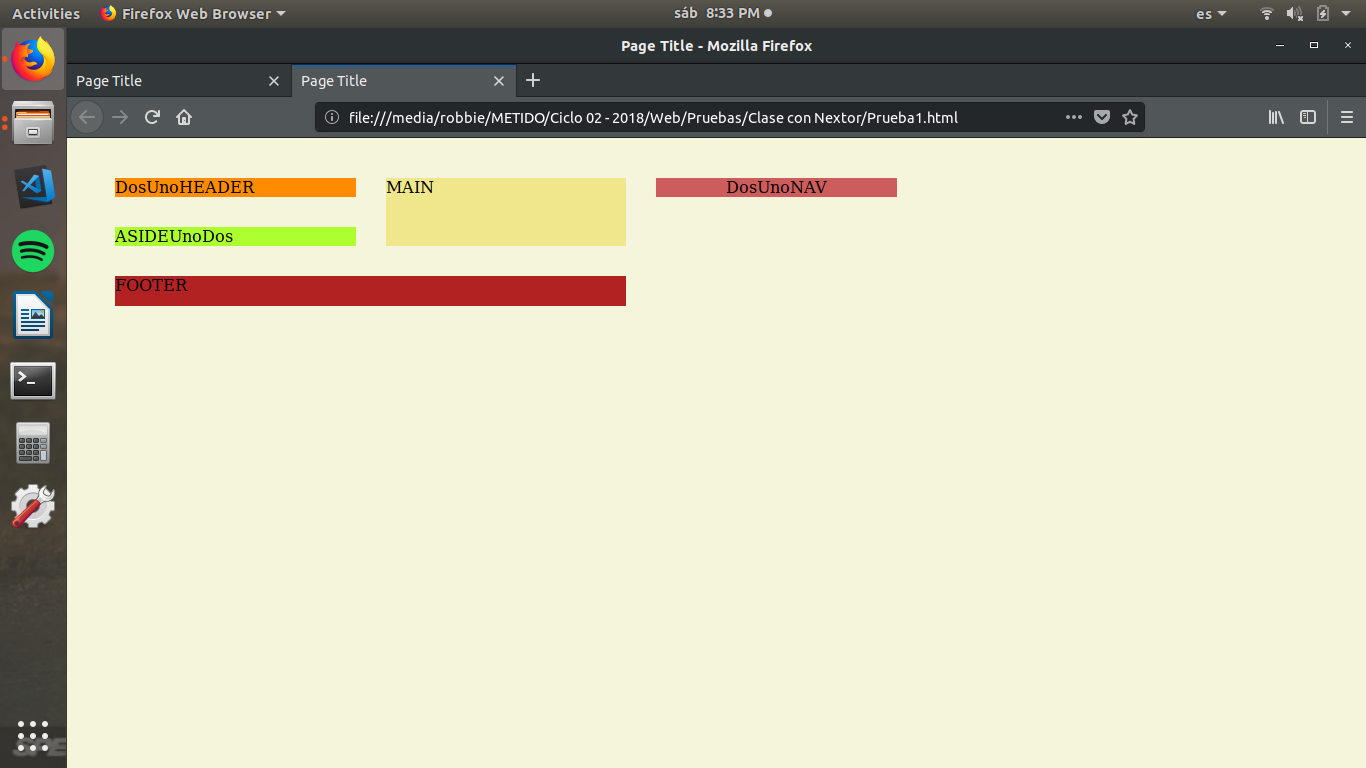 Activities Firefox Web Browser sáb 8:33 PM es
Page Title - Mozilla Firefox
Page Title Page Title
file:///media/robbie/METIDO/Ciclo 02 - 2018/Web/Pruebas/Clase con Nextor/Prueba1.html
DosUnoHEADER MAIN DosUnoNAV
ASIDEUnoDos
FOOTER